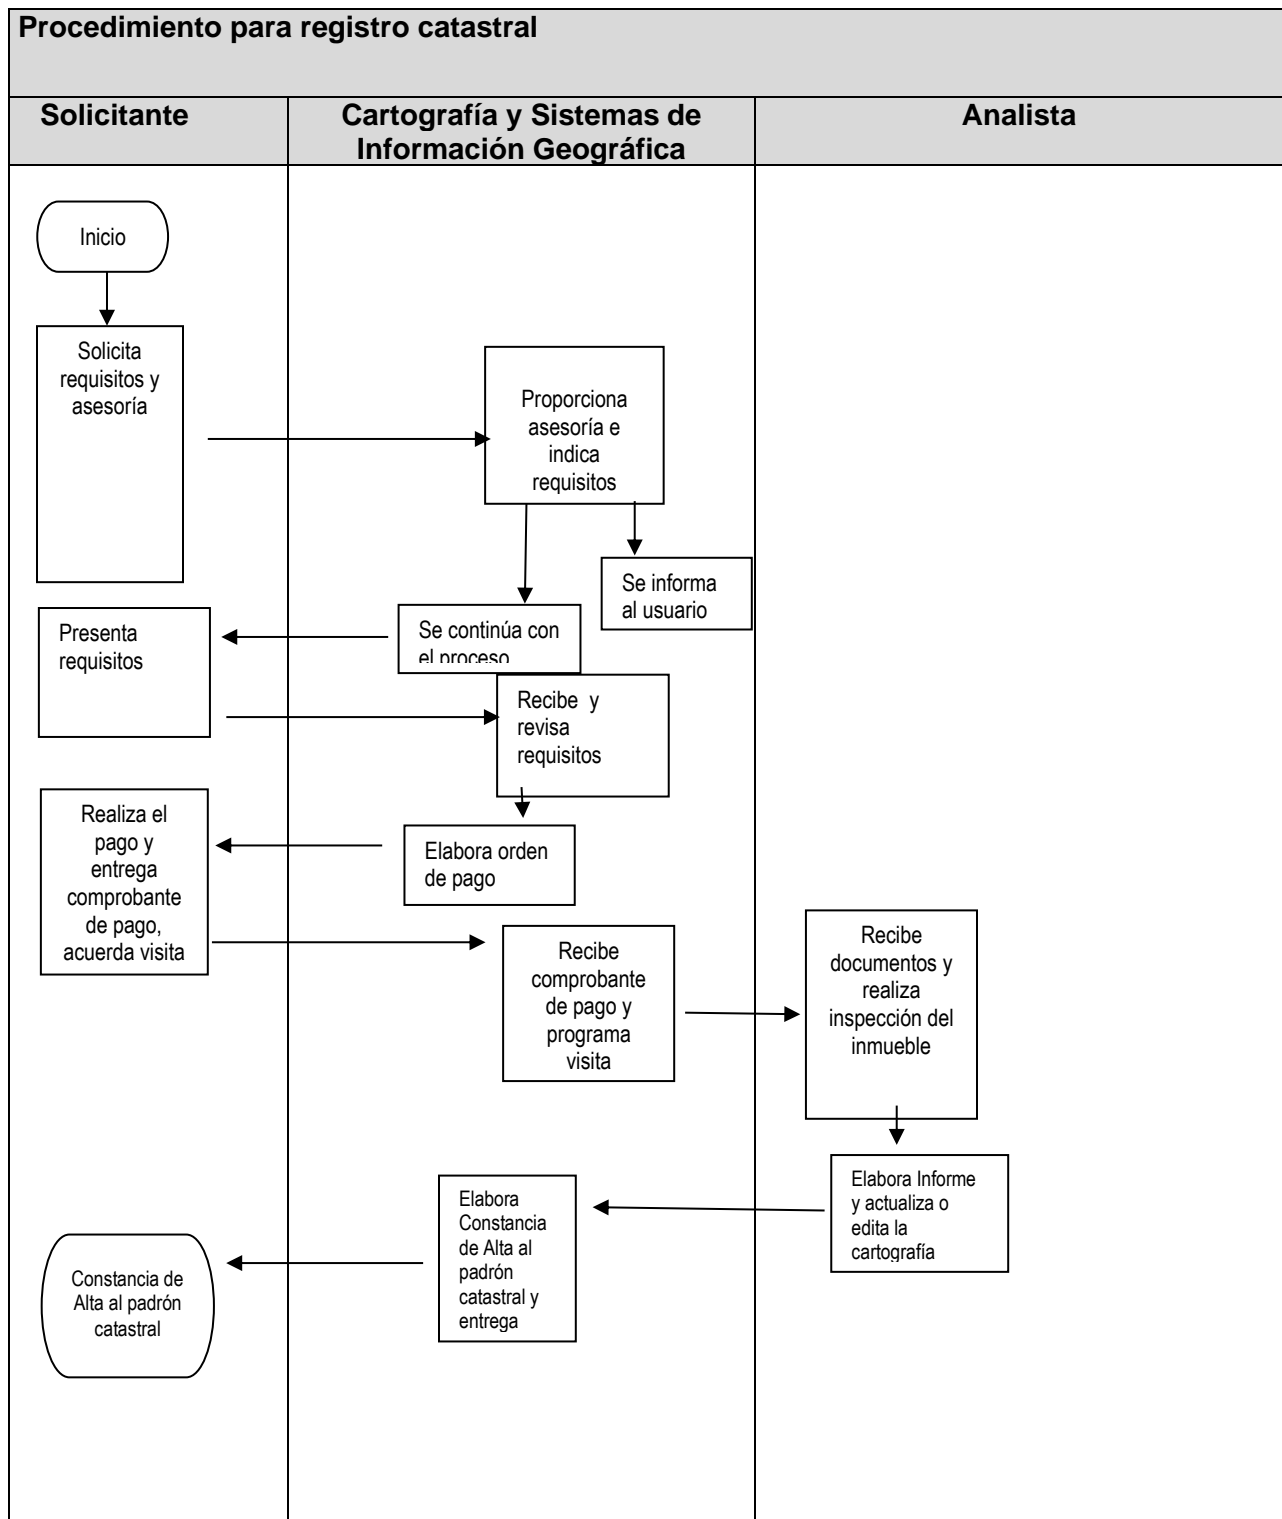 Procedimiento para registro catastral
Solicitante
Cartografía y Sistemas de
Información Geográfica
Analista
Inicio
Solicita
requisitos y
asesoría
Proporciona
asesoría e
indica
requisitos
Se informa
al usuario
Se continúa con
el proceso
Presenta
requisitos
Recibe y
revisa
requisitos
Realiza el
pago y
entrega
comprobante
de pago,
acuerda visita
Elabora orden
de pago
Recibe
comprobante
de pago y
programa
visita
Recibe
documentos y
realiza
inspección del
inmueble
Elabora Informe
y actualiza o
edita la
cartografía
Elabora
Constancia
de Alta al
padrón
catastral y
entrega
Constancia de
Alta al padrón
catastral